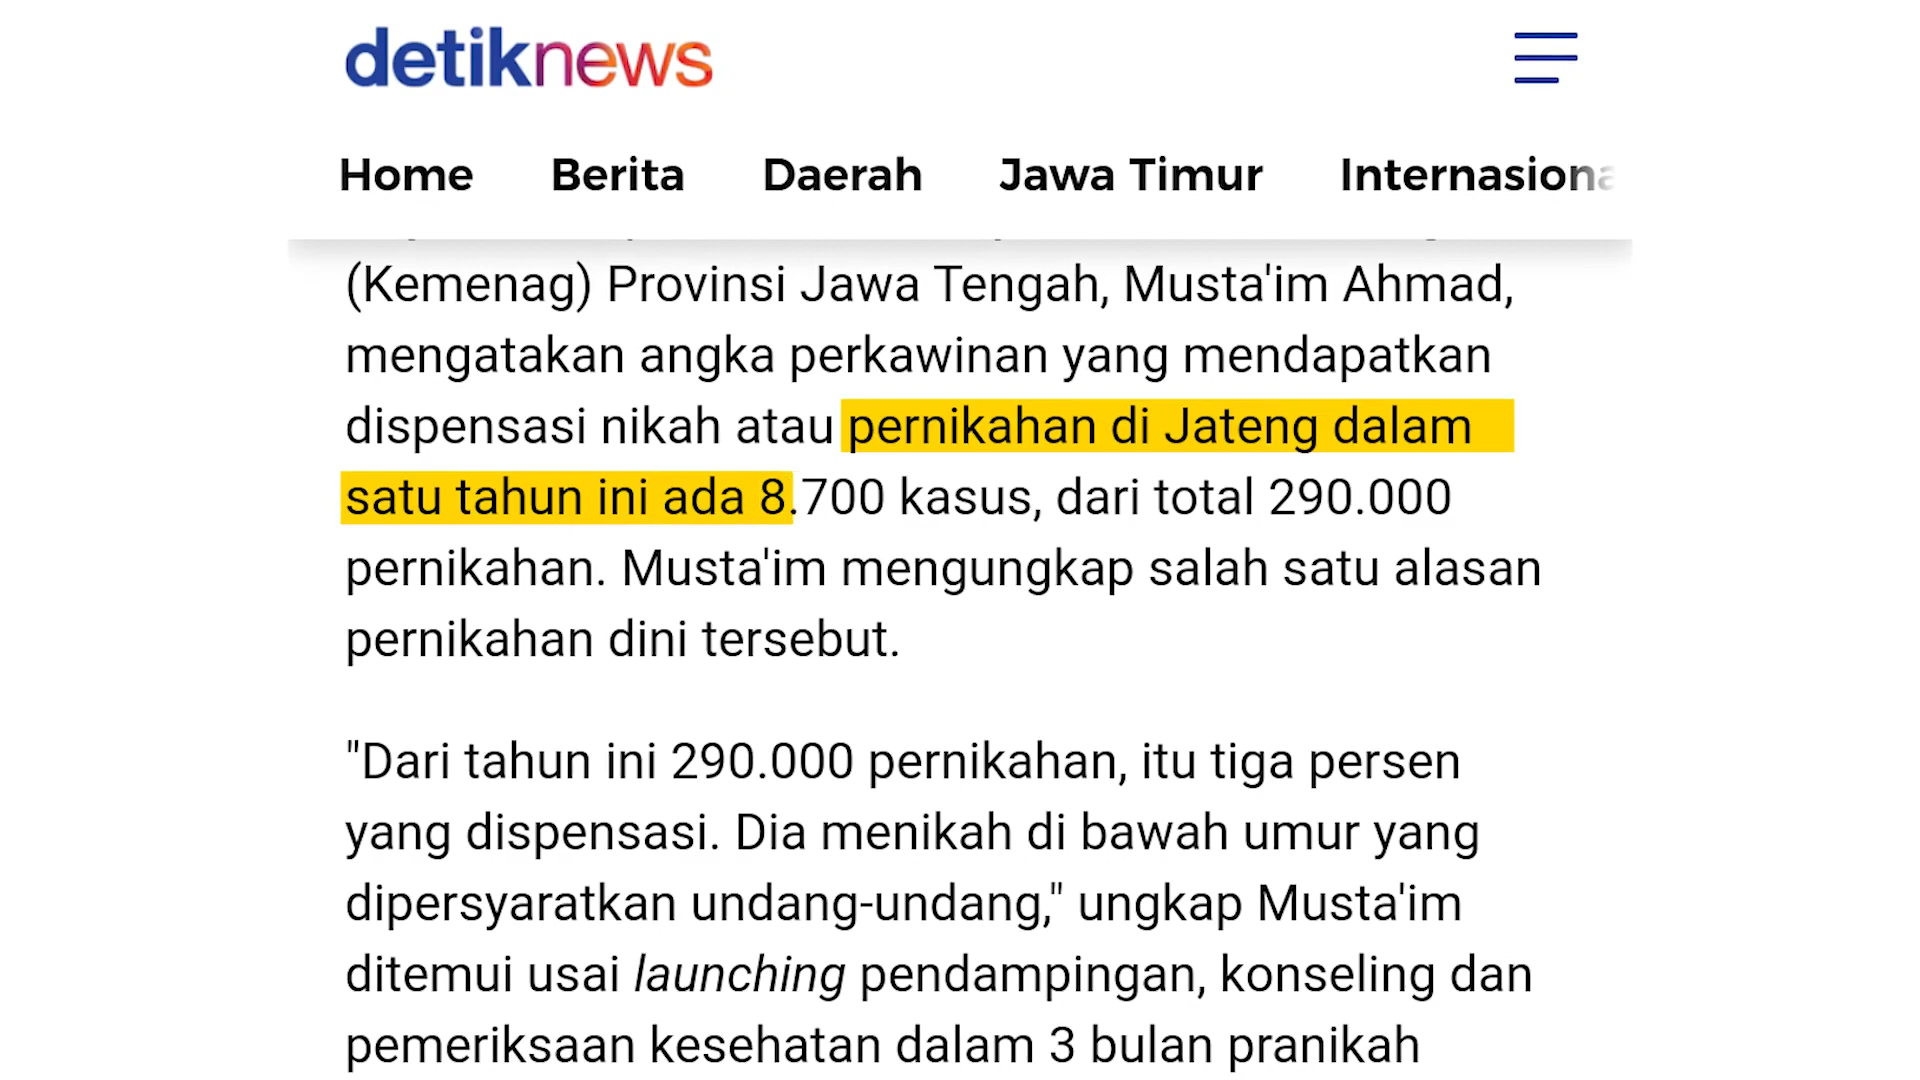 detiknews
Home Berita Daerah Jawa Timur Internasiona
(Kemenag) Provinsi Jawa Tengah, Musta'im Ahmad,
mengatakan angka perkawinan yang mendapatkan
dispensasi nikah atau pernikahan di Jateng dalam
satu tahun ini ada 8.700 kasus, dari total 290.000
pernikahan. Musta'im mengungkap salah satu alasan
pernikahan dini tersebut.
"Dari tahun ini 290.000 pernikahan, itu tiga persen
yang dispensasi. Dia menikah di bawah umur yang
dipersyaratkan undang-undang," ungkap Musta'im
ditemui usai launching pendampingan, konseling dan
pemeriksaan kesehatan dalam 3 bulan pranikah